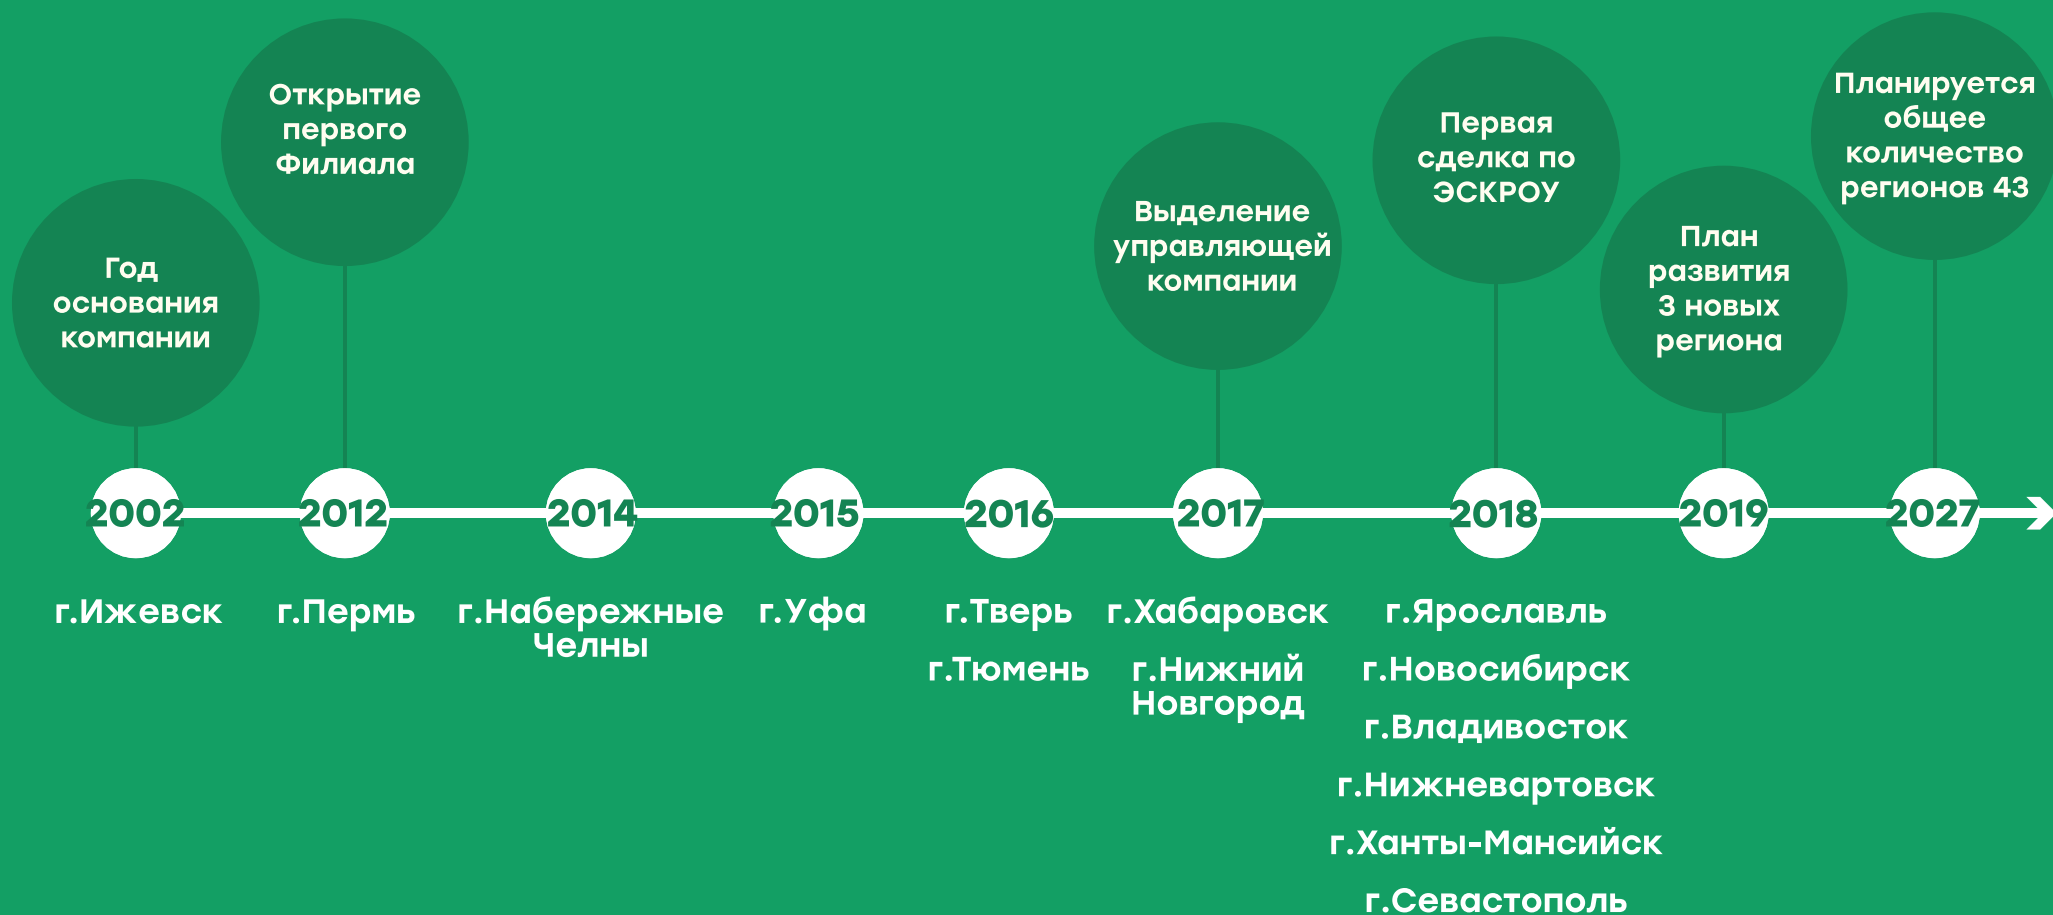 Год
основания
компании
Открытие
первого
Филиала
Выделение
управляющей
компании
Первая
сделка по
ЭСКРОУ
План
развития
3 новых
региона
Планируется
общее
количество
регионов 43
2002
2012
2014
2015
2016
2017
2018
2019
2027
г.Ижевск
г.Пермь
г.Набережные
Челны
г.Уфа
г.Тверь
г.Тюмень
г.Хабаровск
г.Нижний
Новгород
г.Ярославль
г.Новосибирск
г.Владивосток
г.Нижневартовск
г.Ханты-Мансийск
г.Севастополь